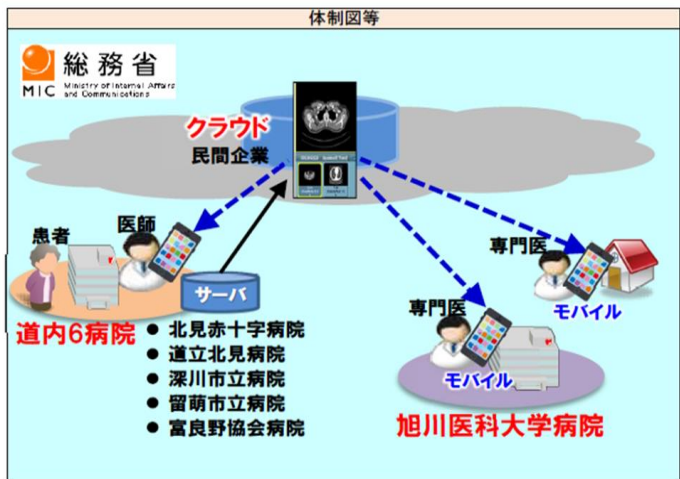 体制図等
総務省
MIC Ministry of Internal Affairs
and Communications
クラウド
民間企業
患者
医師
サーバ
道内6病院
● 北見赤十字病院
● 道立北見病院
● 深川市立病院
● 留萌市立病院
● 富良野協会病院
専門医
モバイル
専門医
モバイル
旭川医科大学病院